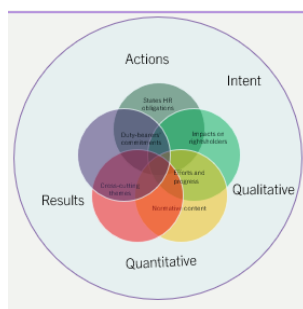 Actions
Intent
States HR
obligations
Duty-bearers
commitments
Impacts on
rightsholders
Efforts and
progress
Cross-cutting
themes
Qualitative
Results
Normative content
Quantitative